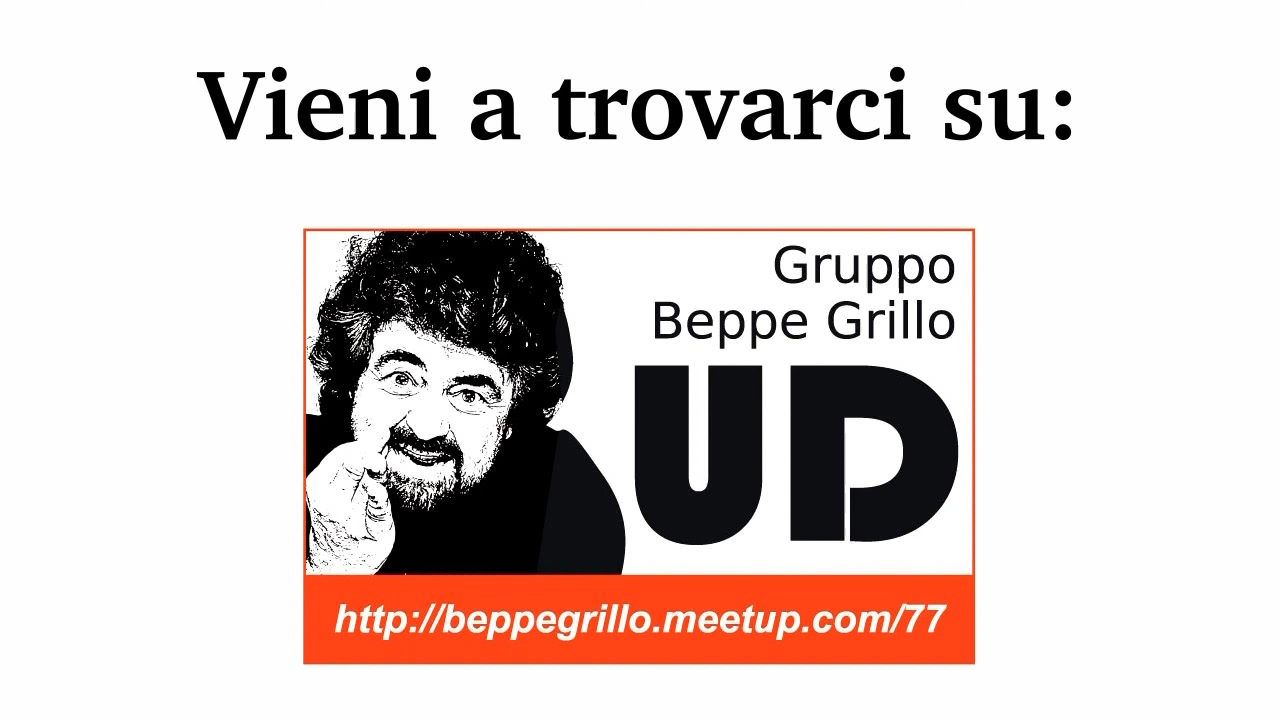 Vieni a trovarci su:
Gruppo
Beppe Grillo
UD
http://beppegrillo.meetup.com/77